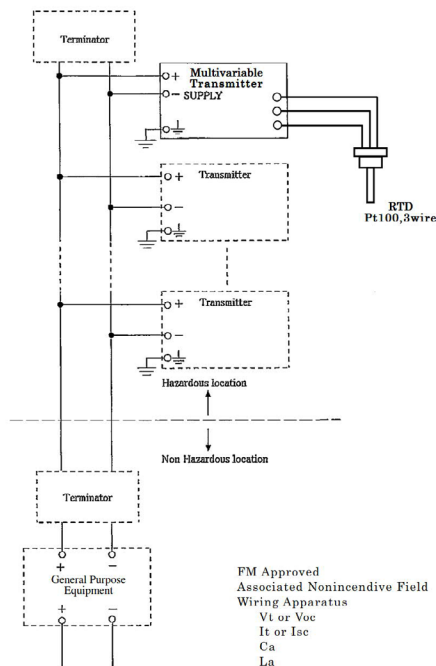 Terminator
+
Multivariable
Transmitter
−
SUPPLY
RTD
Pt100,3wire
+
Transmitter
−
+
Transmitter
−
Hazardous location
Non Hazardous location
Terminator
+
−
General Purpose
Equipment
+
−
FM Approved
Associated Nonincendive Field
Wiring Apparatus
Vt or Voc
It or Isc
Ca
La